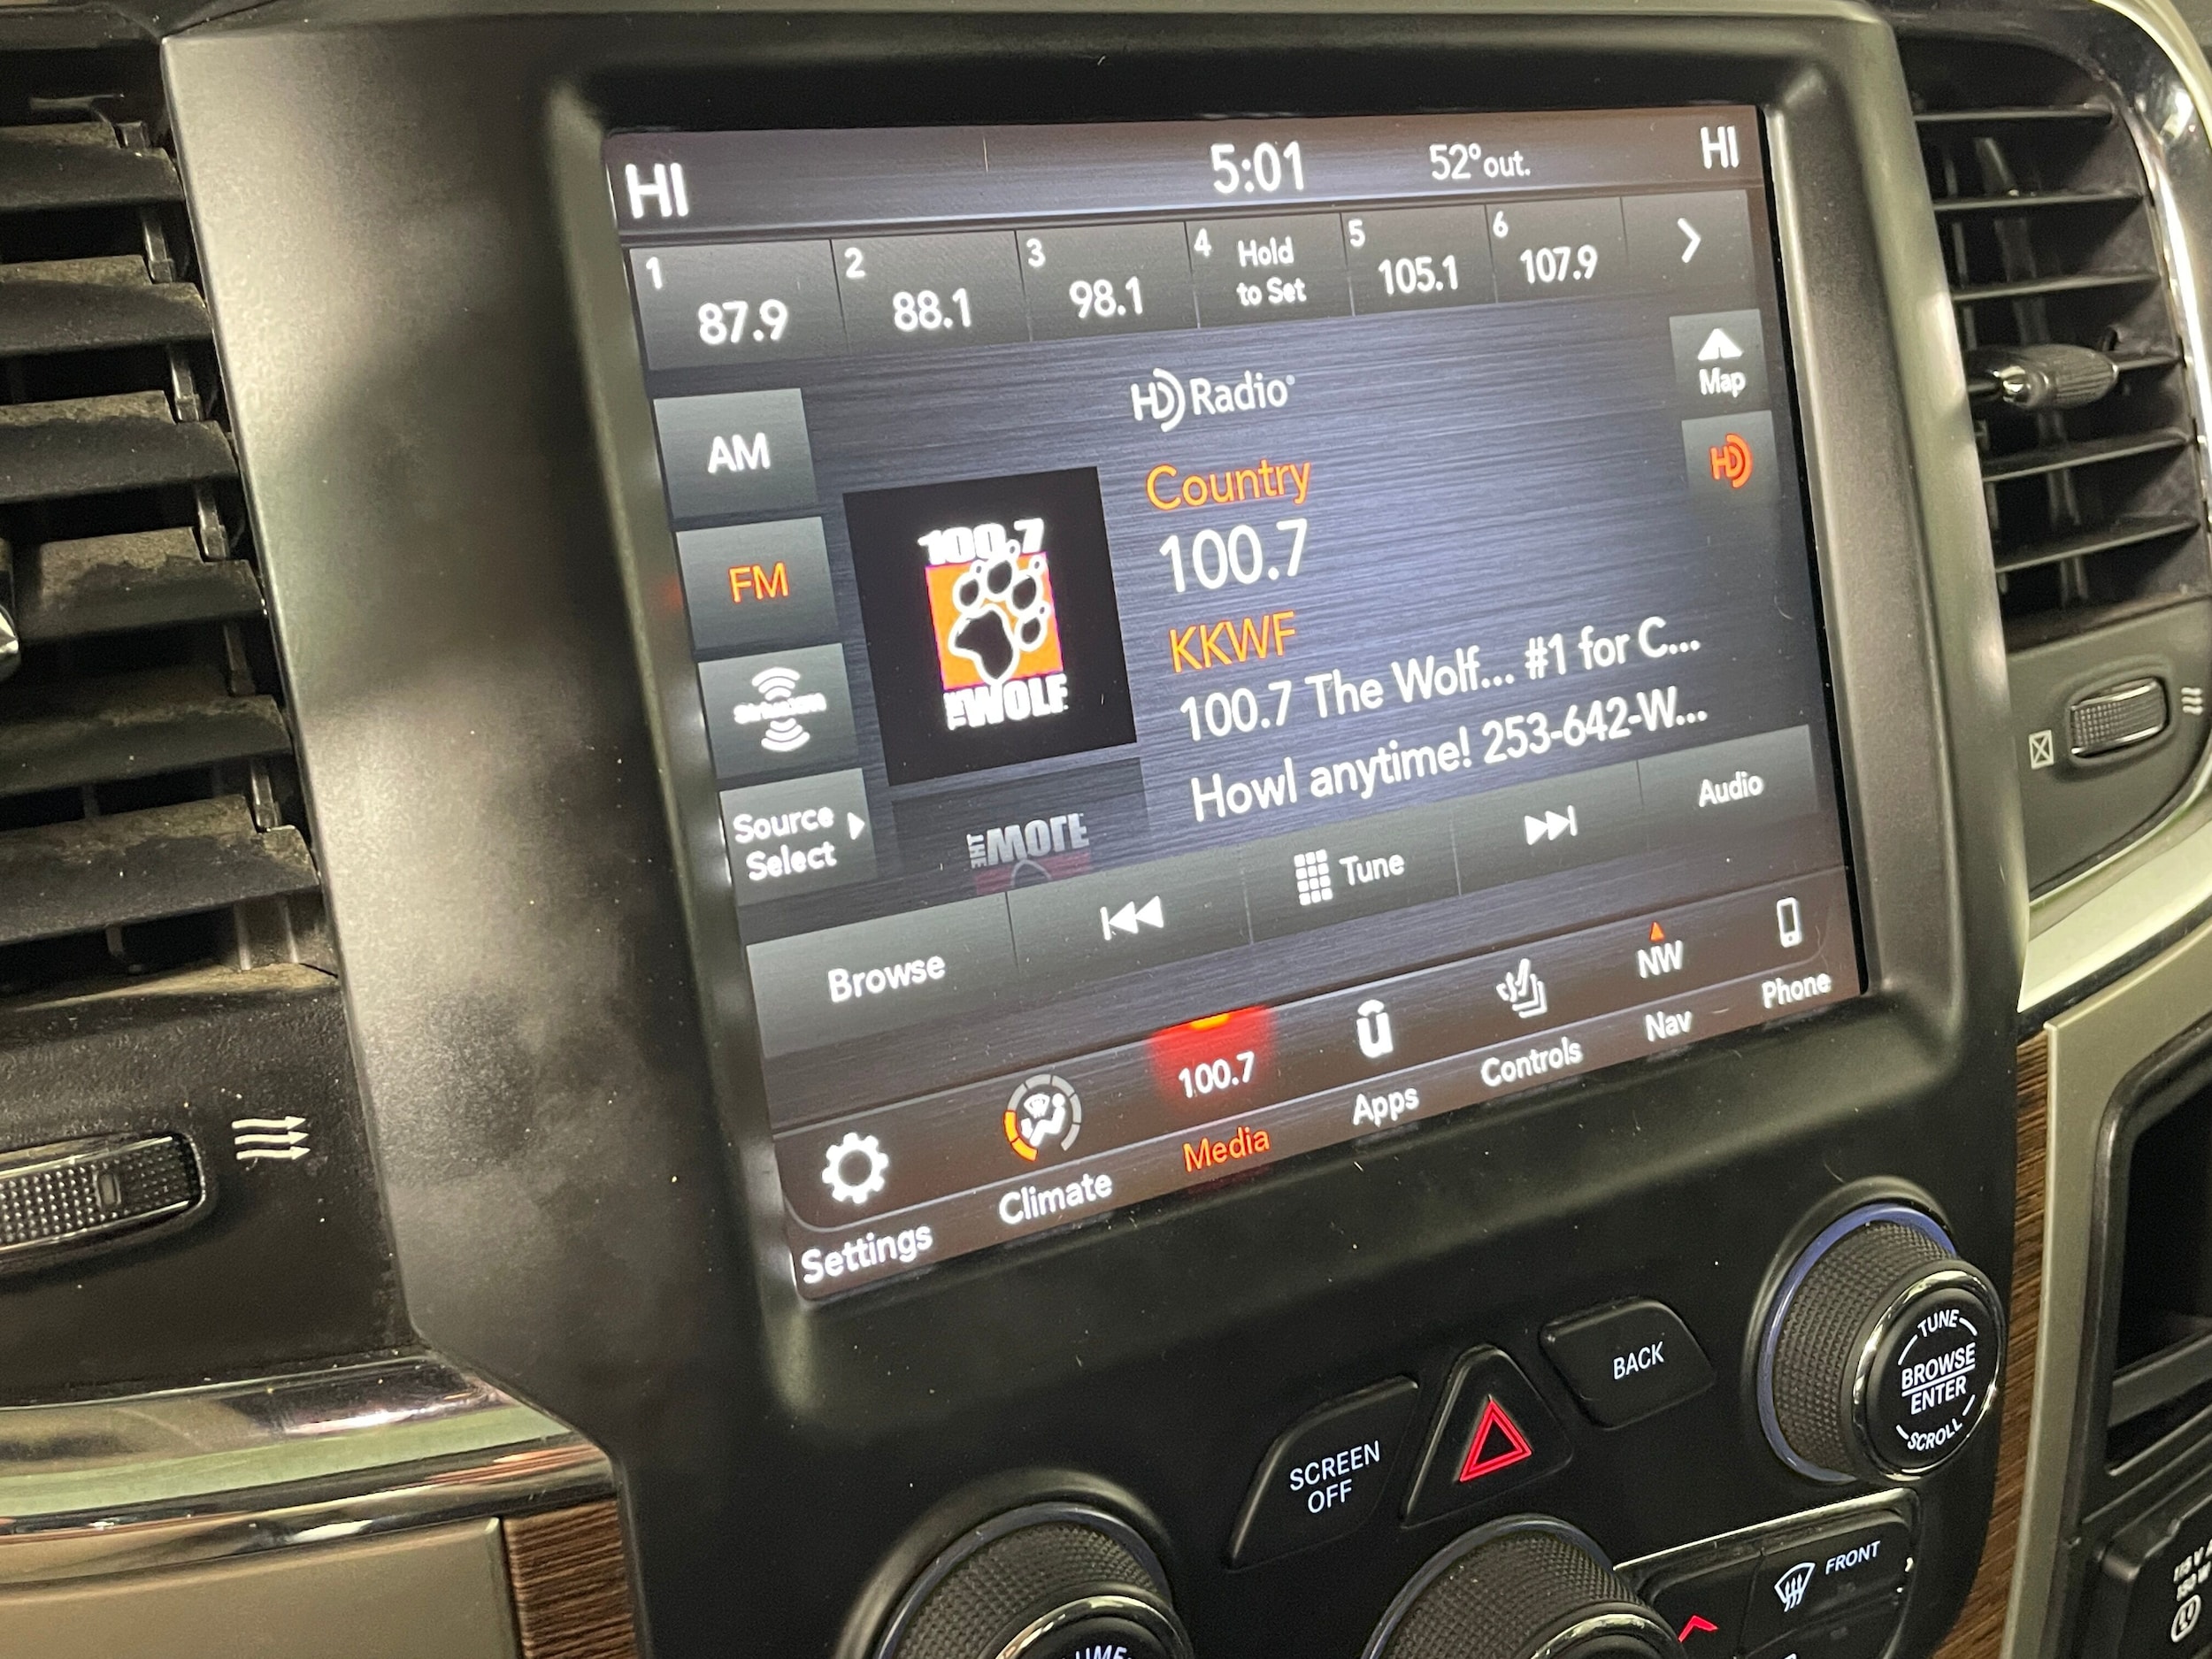 HI 5:01 52° out. HI
1 87.9
2 88.1
3 98.1
4 Hold
to Set
5 105.1
6 107.9
HD Radio
Map
AM
HD
FM
Country
100.7
KKWF
100.7 The Wolf... #1 for C...
Howl anytime! 253-642-W...
100.7
THE WOLF
SiriusXM
Source
Select
Browse
Tune
Audio
100.7
NW
Settings
Climate
Media
Apps
Controls
Nav
Phone
SCREEN
OFF
BACK
TUNE
BROWSE
ENTER
SCROLL
FRONT